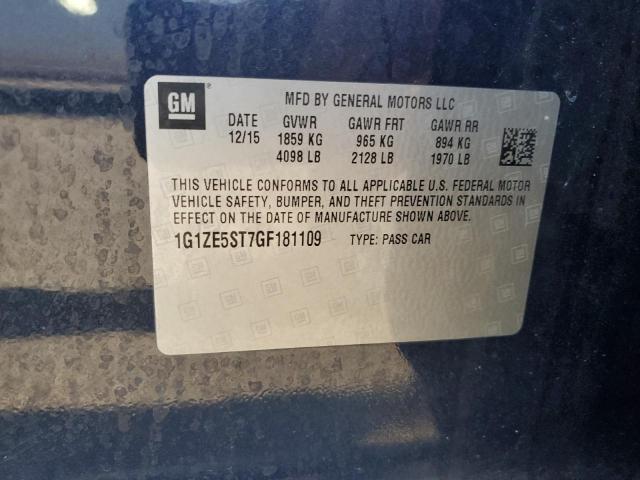 GM
MFD BY GENERAL MOTORS LLC
DATE GVWR GAWR FRT GAWR RR
12/15 1859 KG 965 KG 894 KG
4098 LB 2128 LB 1970 LB
THIS VEHICLE CONFORMS TO ALL APPLICABLE U.S. FEDERAL MOTOR
VEHICLE SAFETY, BUMPER, AND THEFT PREVENTION STANDARDS IN
EFFECT ON THE DATE OF MANUFACTURE SHOWN ABOVE.
1G1ZE5ST7GF181109 TYPE: PASS CAR